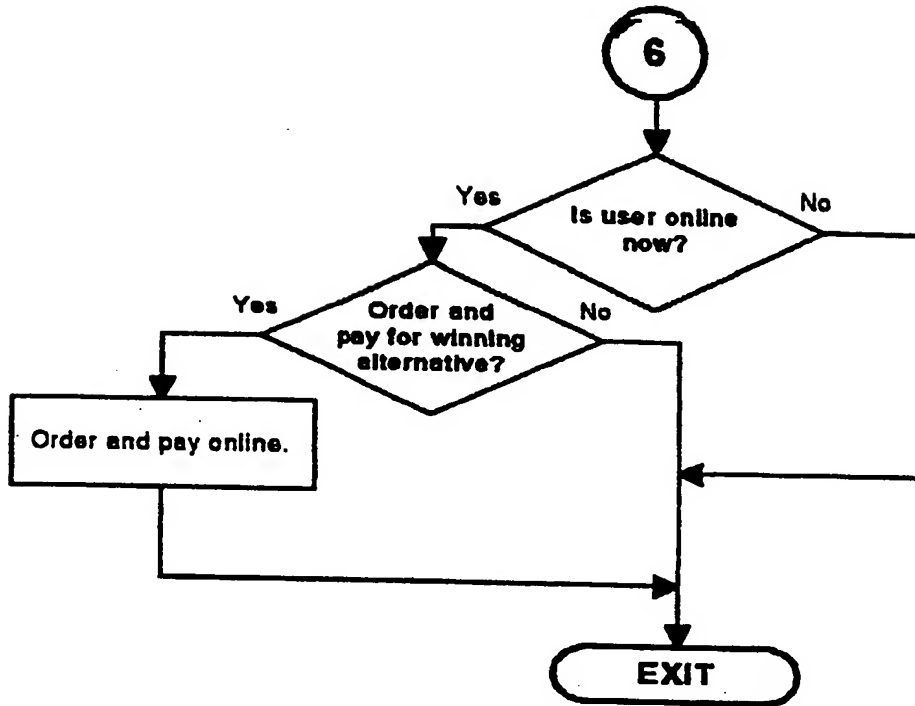 6
Yes
Is user online
now?
No
Yes
Order and
pay for winning
alternative?
No
Order and pay online.
EXIT